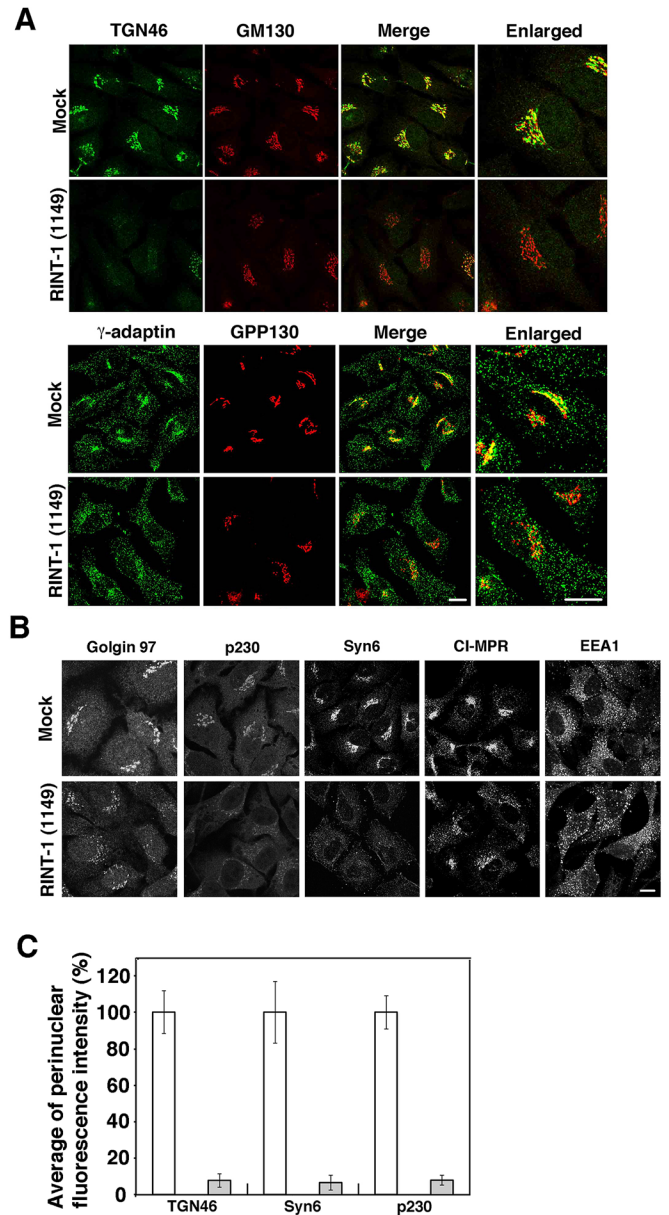 A
TGN46 GM130 Merge Enlarged
Mock
RINT-1 (1149)
γ-adaptin GPP130 Merge Enlarged
Mock
RINT-1 (1149)
B
Golgin 97 p230 Syn6 CI-MPR EEA1
Mock
RINT-1 (1149)
C
Average of perinuclear
fluorescence intensity (%)
120
100
80
60
40
20
0
TGN46 Syn6 p230